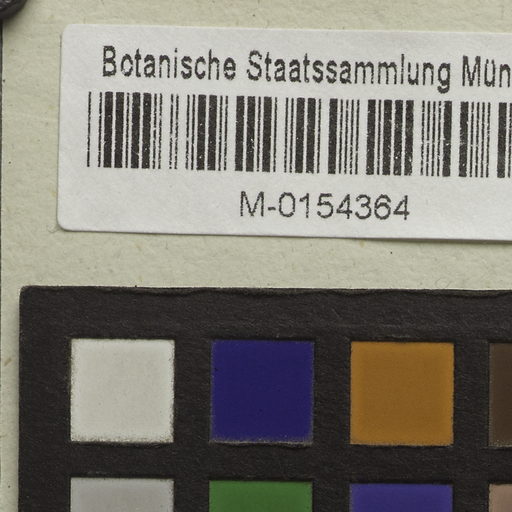 Botanische Staatssammlung Mün
M-0154364